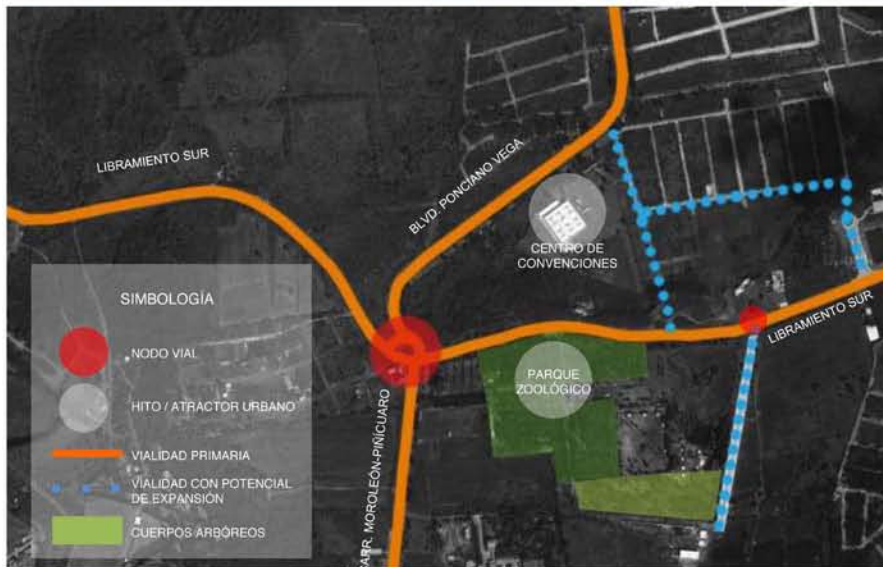 LIBRAMIENTO SUR
BLVD. PONCIANO VEGA
CENTRO DE
CONVENCIONES
LIBRAMIENTO SUR
PARQUE
ZOOLÓGICO
CARR. MOROLEÓN-PIÑÍCUARO
SIMBOLOGÍA
NODO VIAL
HITO / ATRACTOR URBANO
VIALIDAD PRIMARIA
VIALIDAD CON POTENCIAL
DE EXPANSIÓN
CUERPOS ARBÓREOS